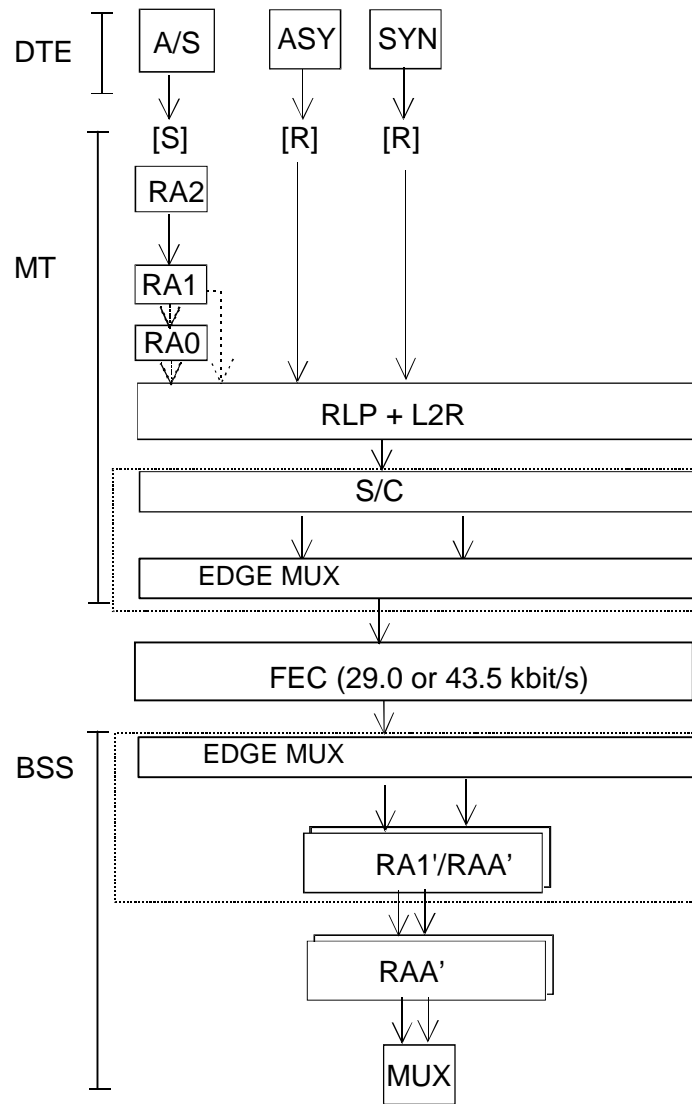 DTE
A/S ASY SYN
[S] [R] [R]
RA2
MT
RA1
RA0
RLP + L2R
S/C
EDGE MUX
FEC (29.0 or 43.5 kbit/s)
EDGE MUX
BSS
RA1'/RAA’
RAA’
MUX